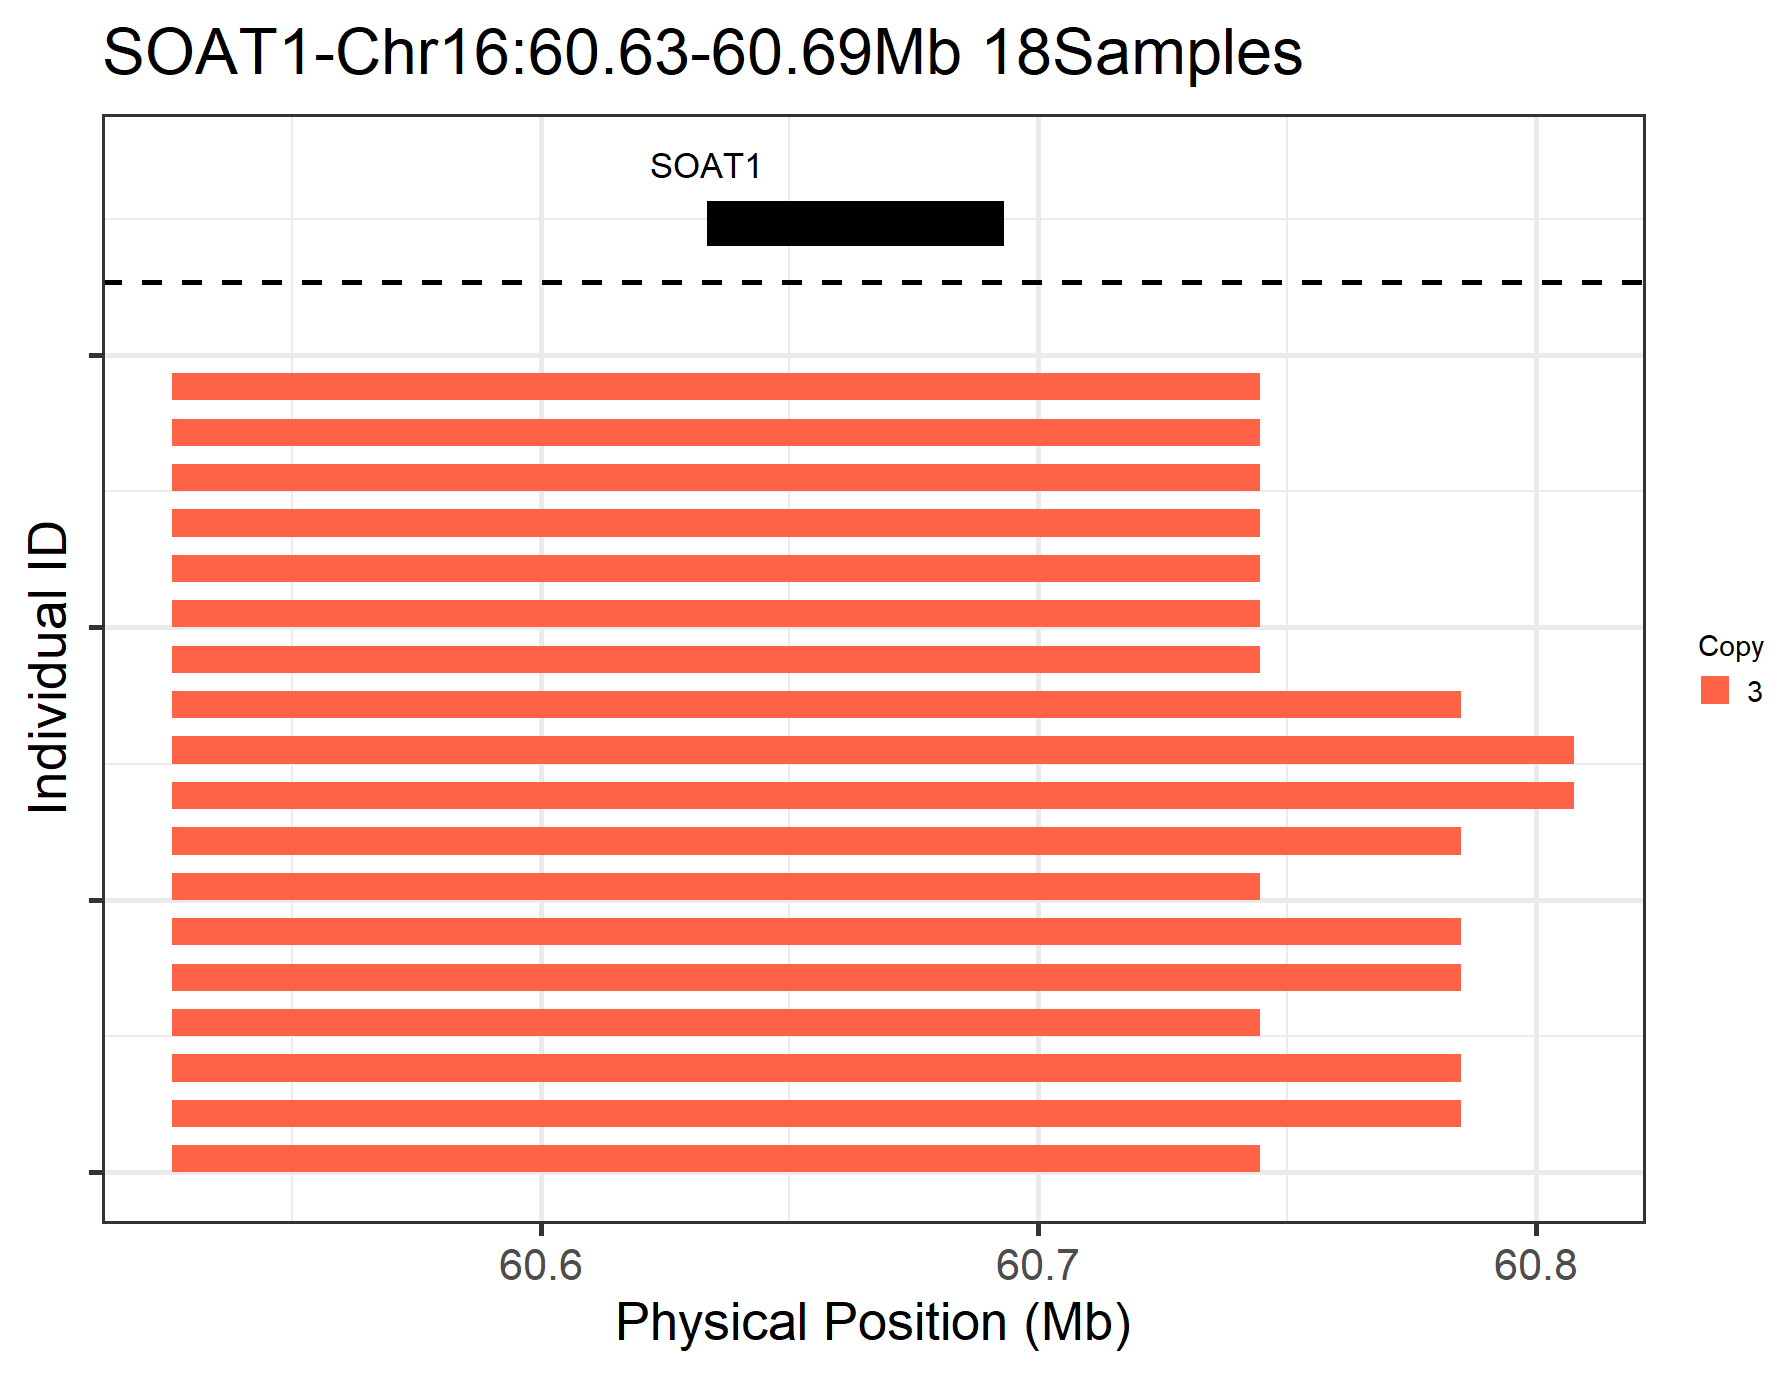 SOAT1-Chr16:60.63-60.69Mb 18Samples
SOAT1
Individual ID
Copy
3
60.6 60.7 60.8
Physical Position (Mb)